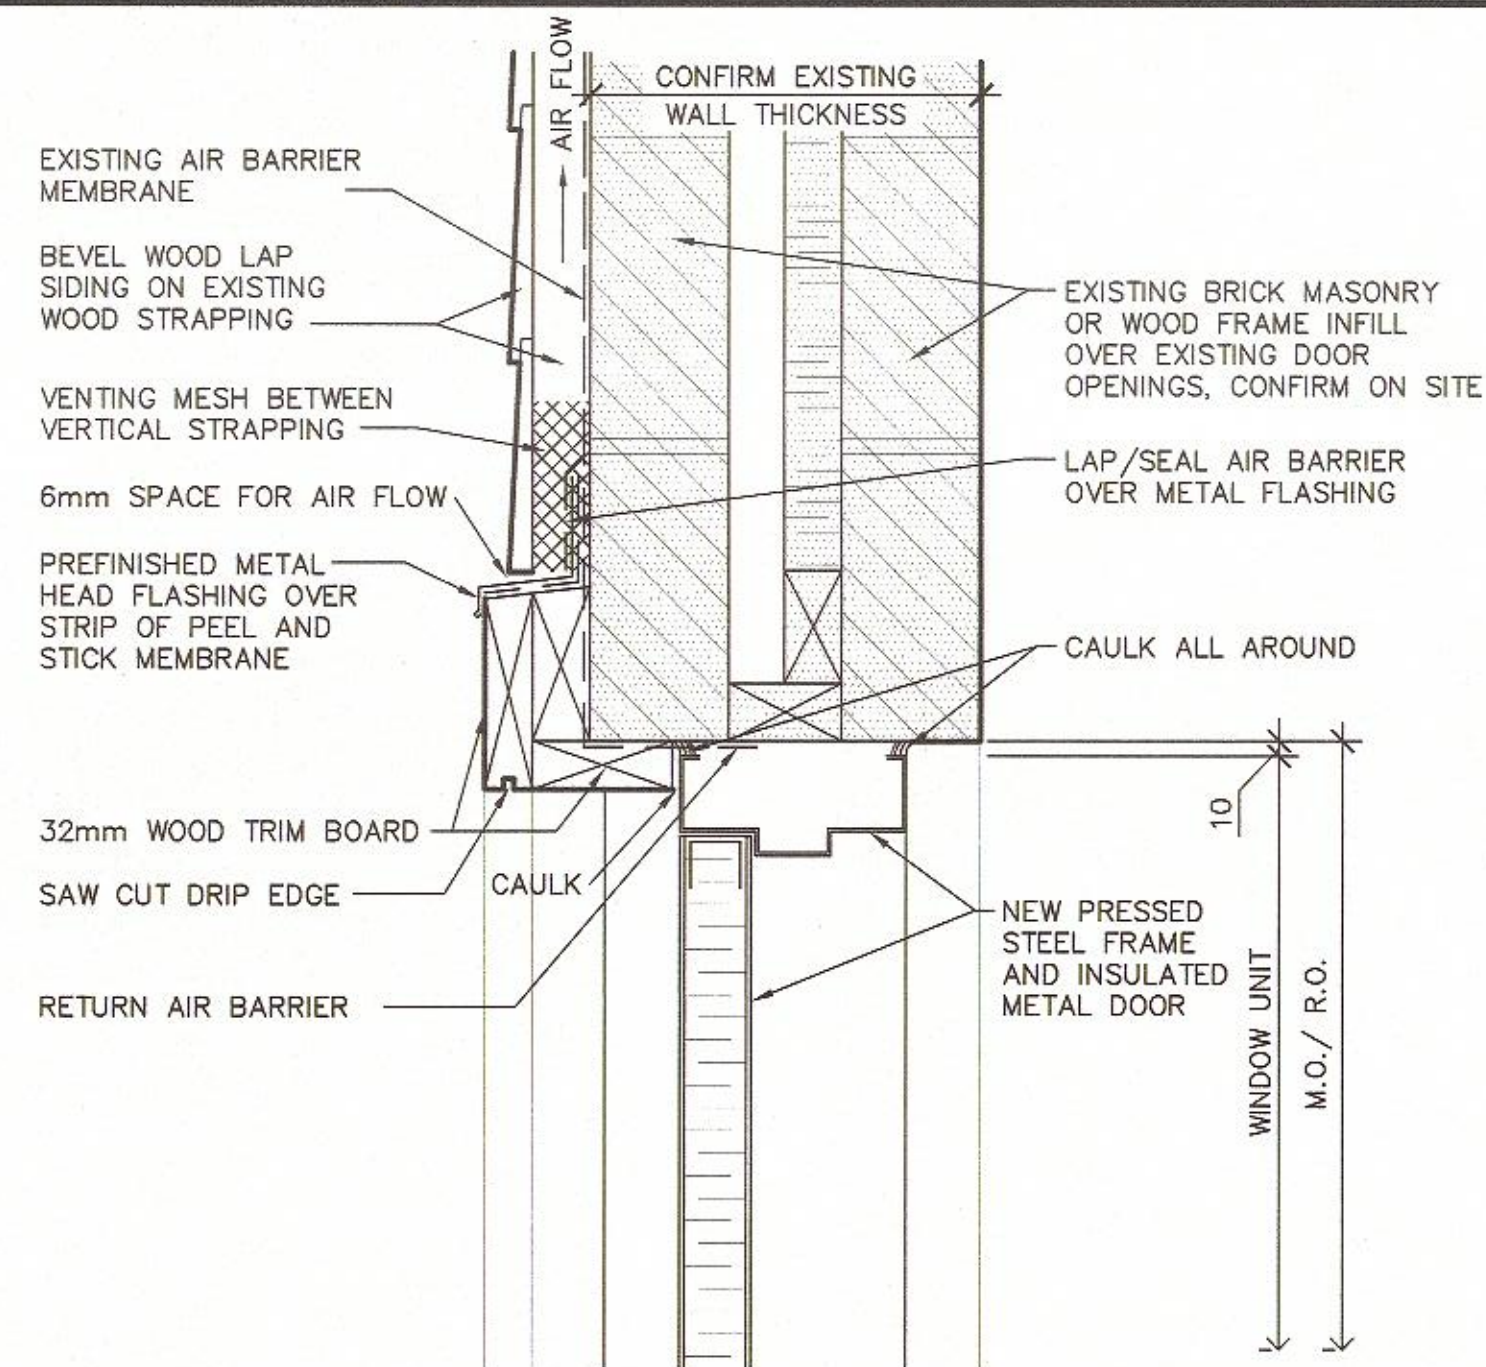 AIR FLOW
CONFIRM EXISTING
WALL THICKNESS
EXISTING AIR BARRIER
MEMBRANE
BEVEL WOOD LAP
SIDING ON EXISTING
WOOD STRAPPING
VENTING MESH BETWEEN
VERTICAL STRAPPING
6mm SPACE FOR AIR FLOW
PREFINISHED METAL
HEAD FLASHING OVER
STRIP OF PEEL AND
STICK MEMBRANE
32mm WOOD TRIM BOARD
SAW CUT DRIP EDGE
CAULK
RETURN AIR BARRIER
EXISTING BRICK MASONRY
OR WOOD FRAME INFILL
OVER EXISTING DOOR
OPENINGS, CONFIRM ON SITE
LAP/SEAL AIR BARRIER
OVER METAL FLASHING
CAULK ALL AROUND
10
NEW PRESSED
STEEL FRAME
AND INSULATED
METAL DOOR
WINDOW UNIT
M.O./ R.O.